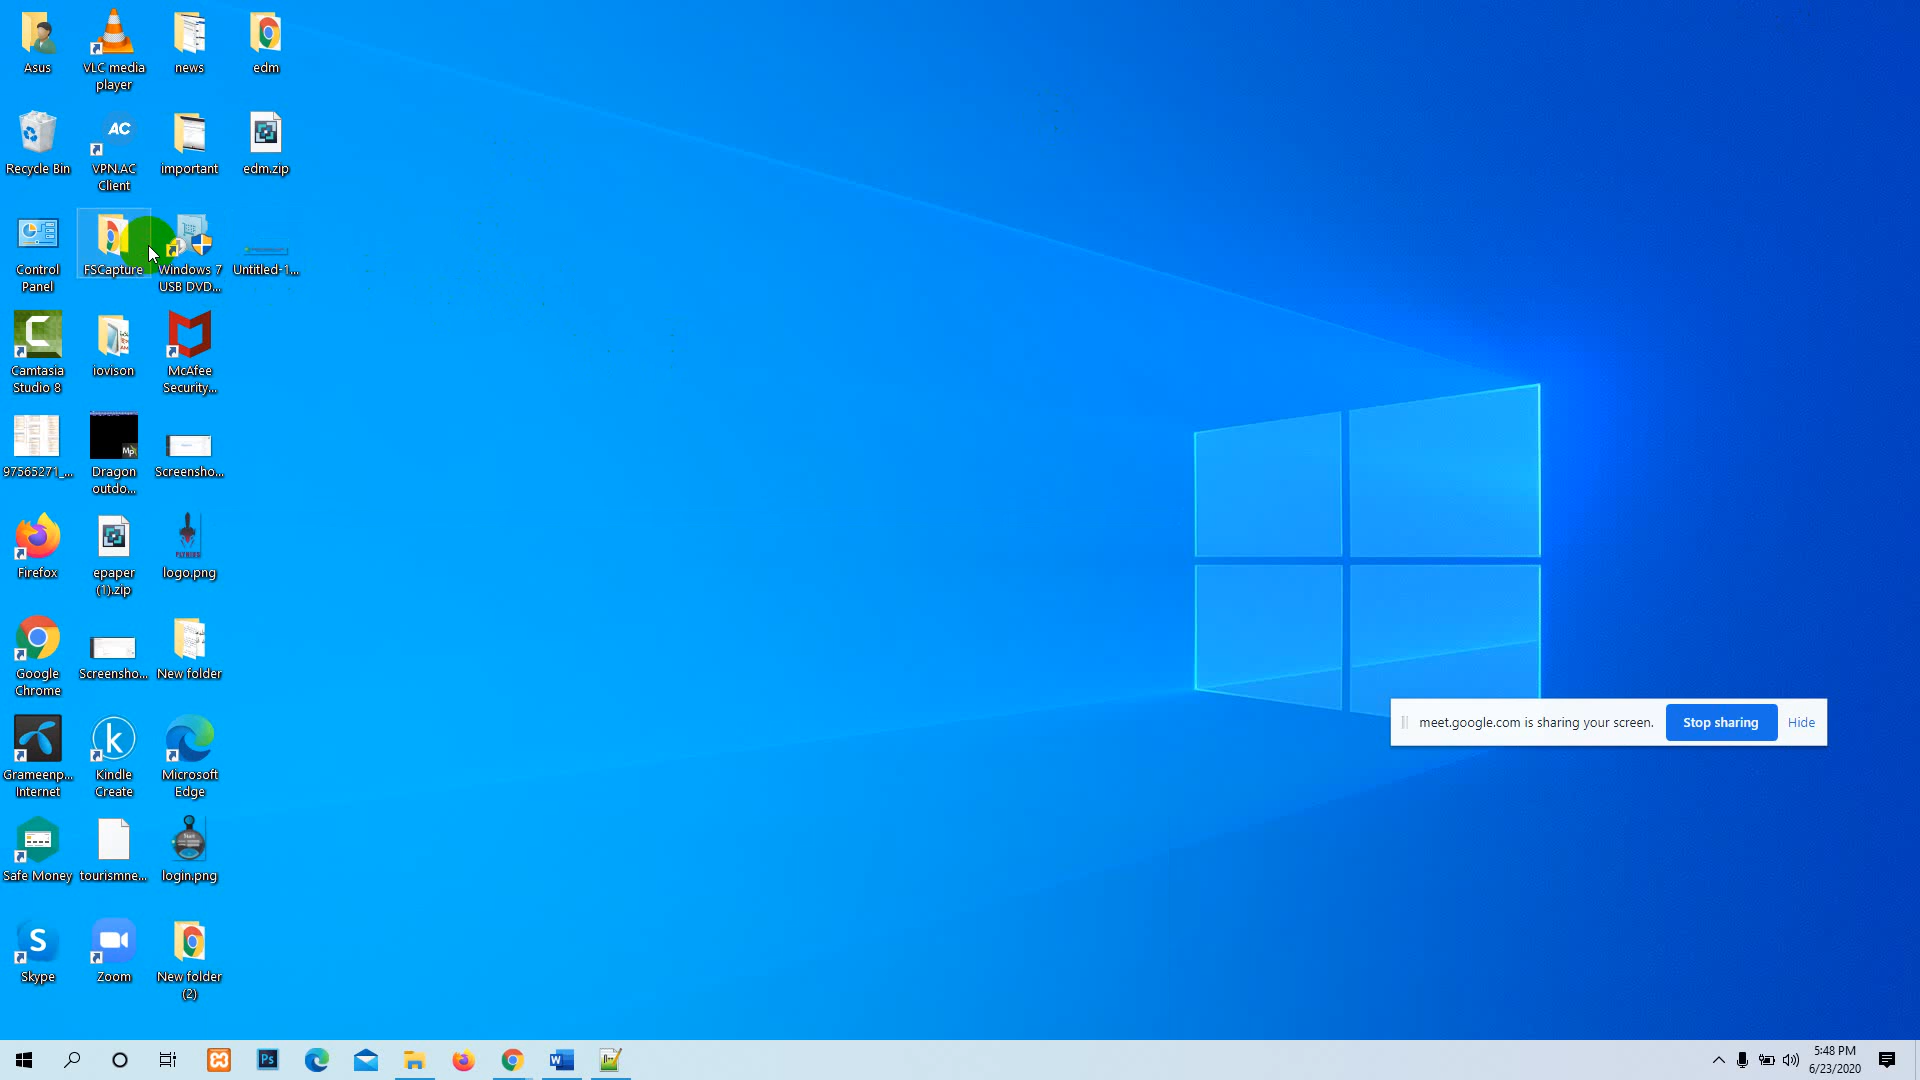 Asus
VLC media
player
news
edm
Recycle Bin
AC
VPN.AC
Client
important
edm.zip
Control
Panel
FSCapture
Windows 7
USB DVD...
Untitled-1...
Camtasia
Studio 8
iovison
McAfee
Security...
97565271_...
Mp
Dragon
outdo...
Screensho...
Firefox
epaper
(1).zip
logo.png
Google
Chrome
Screensho...
New folder
Grameenp...
Internet
k
Kindle
Create
Microsoft
Edge
Safe Money
tourismne...
login.png
S
Skype
Zoom
New folder
(2)
meet.google.com is sharing your screen.
Stop sharing
Hide
Ps
W
5:48 PM
6/23/2020